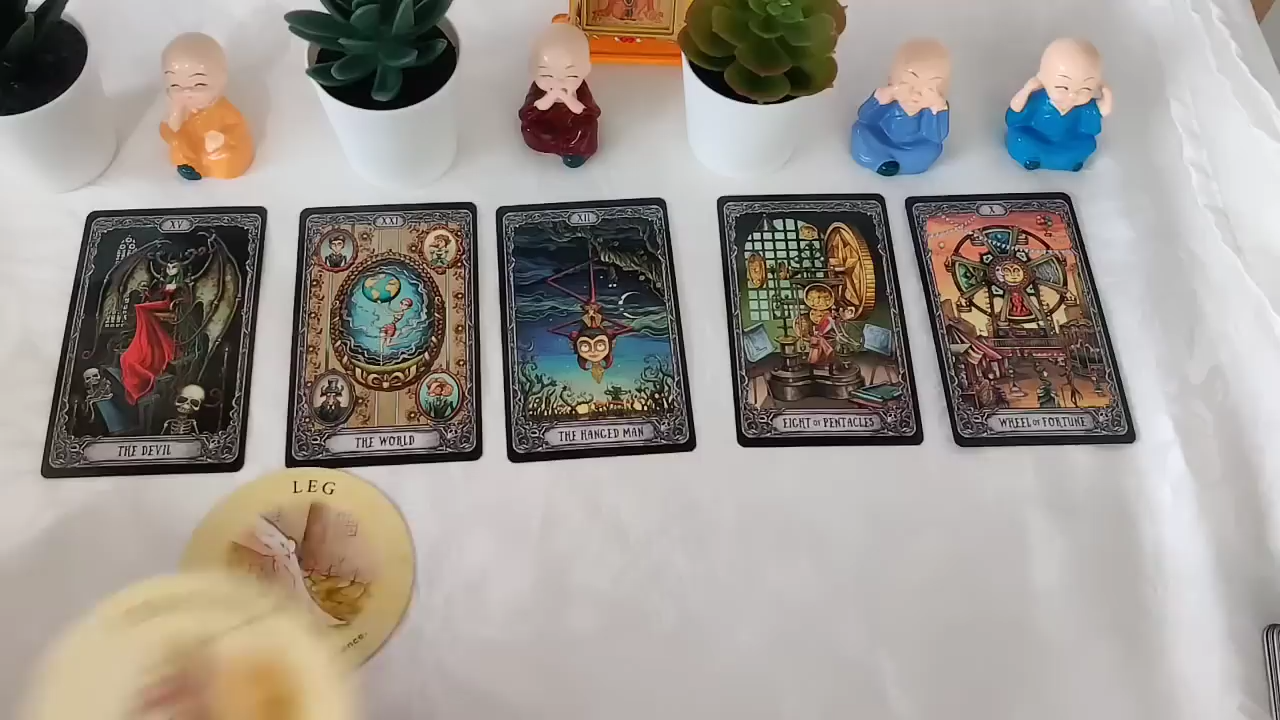 XV
XXI
XII
X
THE DEVIL
THE WORLD
THE HANGED MAN
EIGHT OF PENTACLES
WHEEL OF FORTUNE
LEG